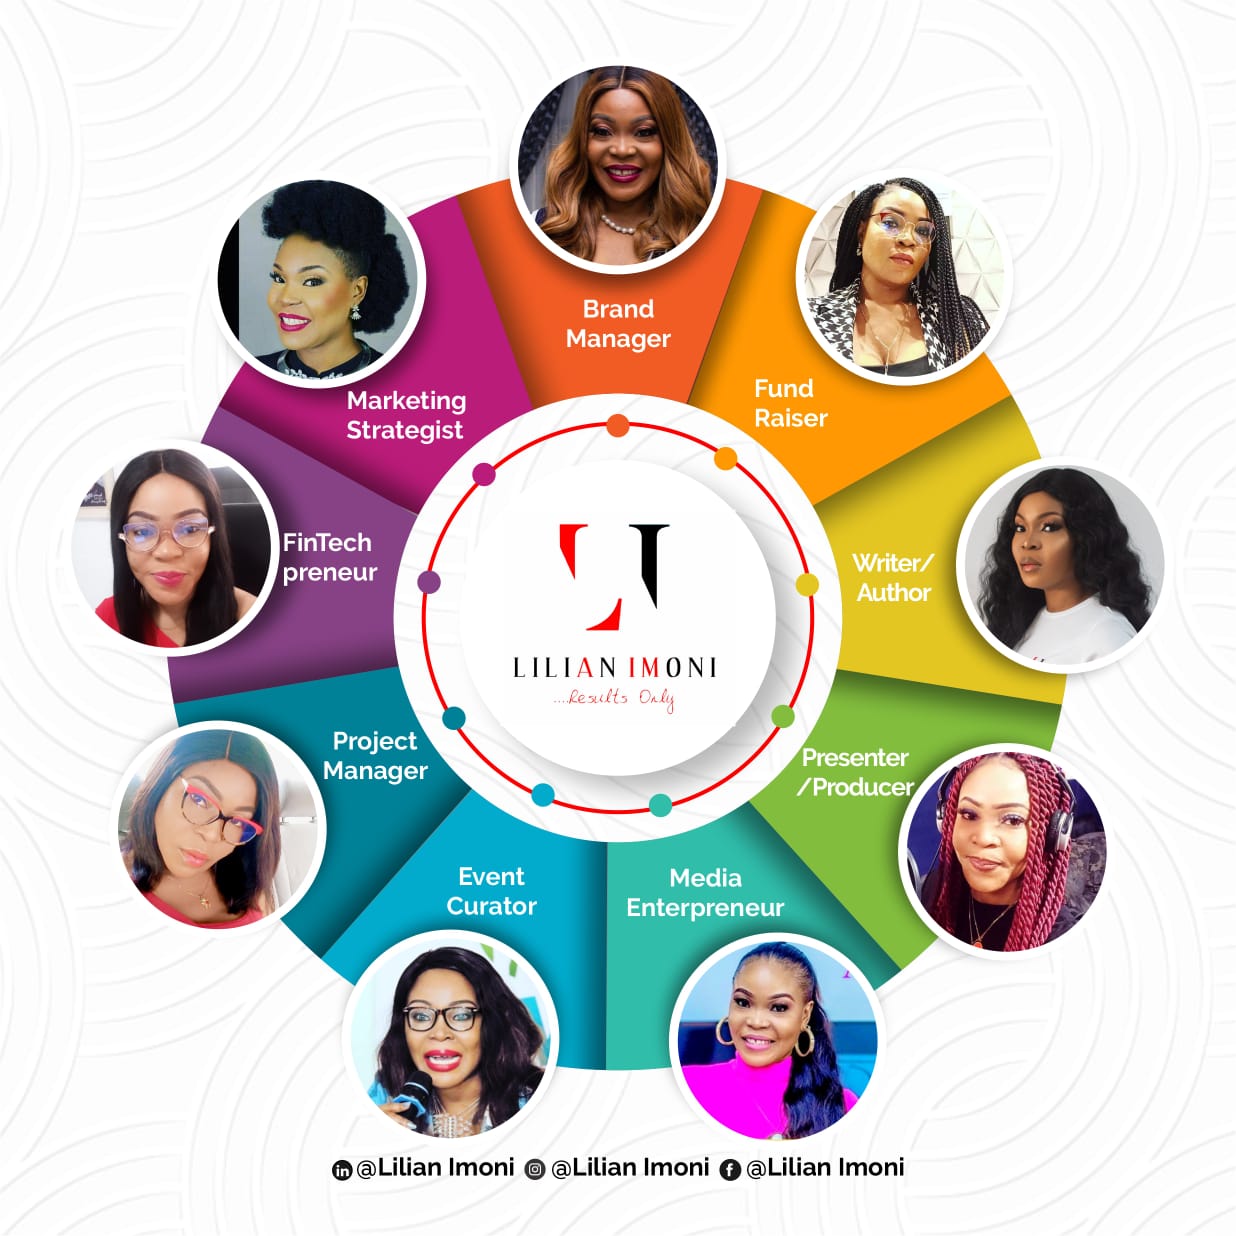 Brand
Manager
Fund
Raiser
Marketing
Strategist
FinTech
preneur
Writer/
Author
LILIAN IMONI
....Results Only
Project
Manager
Presenter
/Producer
Event
Curator
Media
Enterpreneur
@Lilian Imoni @Lilian Imoni @Lilian Imoni